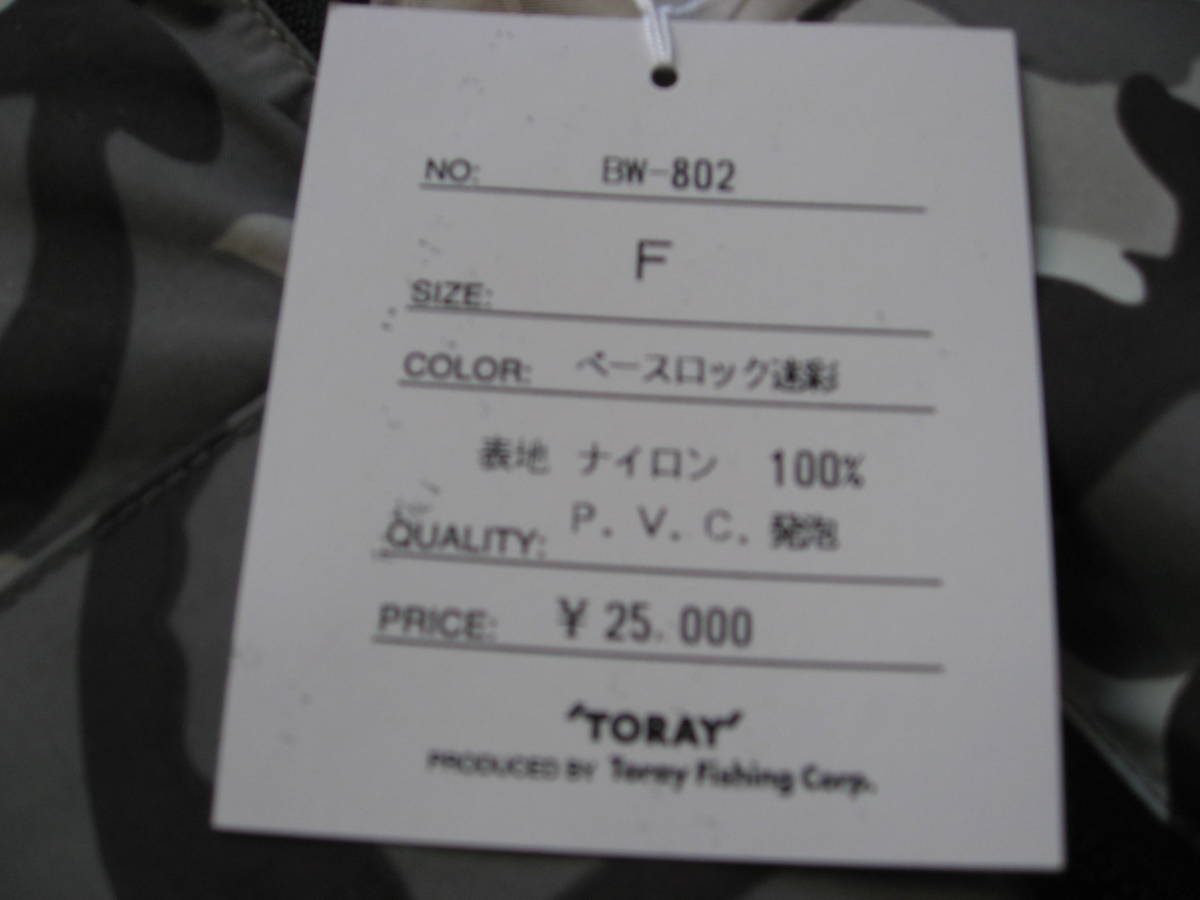 NO: BW-802
SIZE: F
COLOR: ベースロック迷彩
表地 ナイロン 100%
QUALITY: P.V.C.発泡
PRICE: ¥25.000
"TORAY"
PRODUCED BY Toray Fishing Corp.